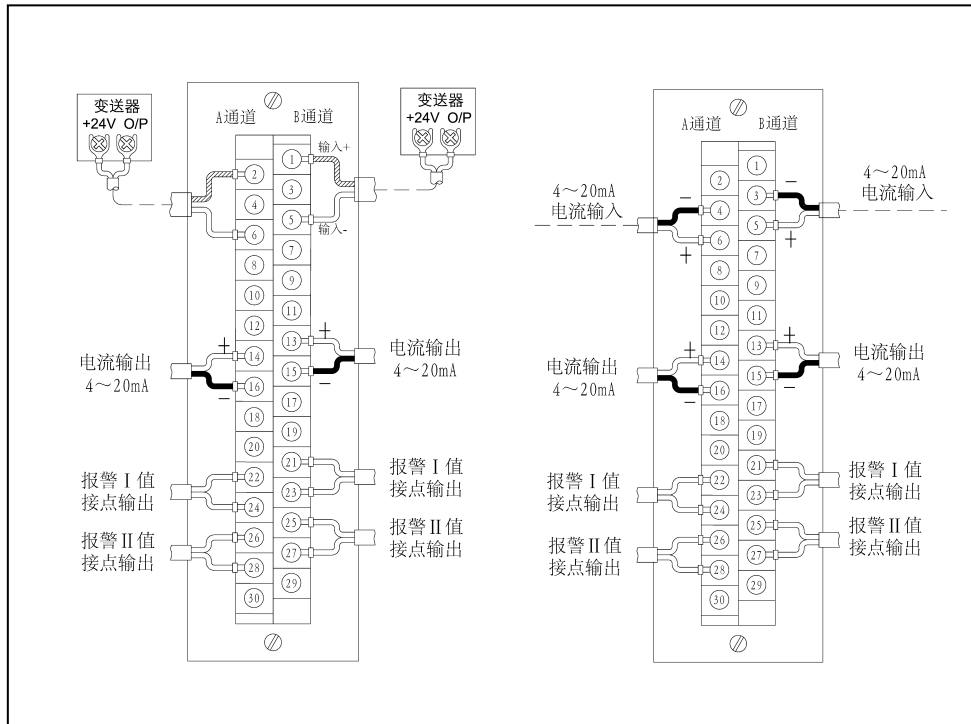 变送器
+24V O/P
A通道 B通道
变送器
+24V O/P
输入+
输入-
1
2
3
4
5
6
7
8
9
10
11
12
13
14
15
16
17
18
19
20
21
22
23
24
25
26
27
28
29
30
+
-
+
-
电流输出
4～20mA
电流输出
4～20mA
报警Ⅰ值
接点输出
报警Ⅰ值
接点输出
报警Ⅱ值
接点输出
报警Ⅱ值
接点输出
A通道 B通道
4～20mA
电流输入
4～20mA
电流输入
-
+
-
+
1
2
3
4
5
6
7
8
9
10
11
12
13
14
15
16
17
18
19
20
21
22
23
24
25
26
27
28
29
30
+
-
+
-
电流输出
4～20mA
电流输出
4～20mA
报警Ⅰ值
接点输出
报警Ⅰ值
接点输出
报警Ⅱ值
接点输出
报警Ⅱ值
接点输出